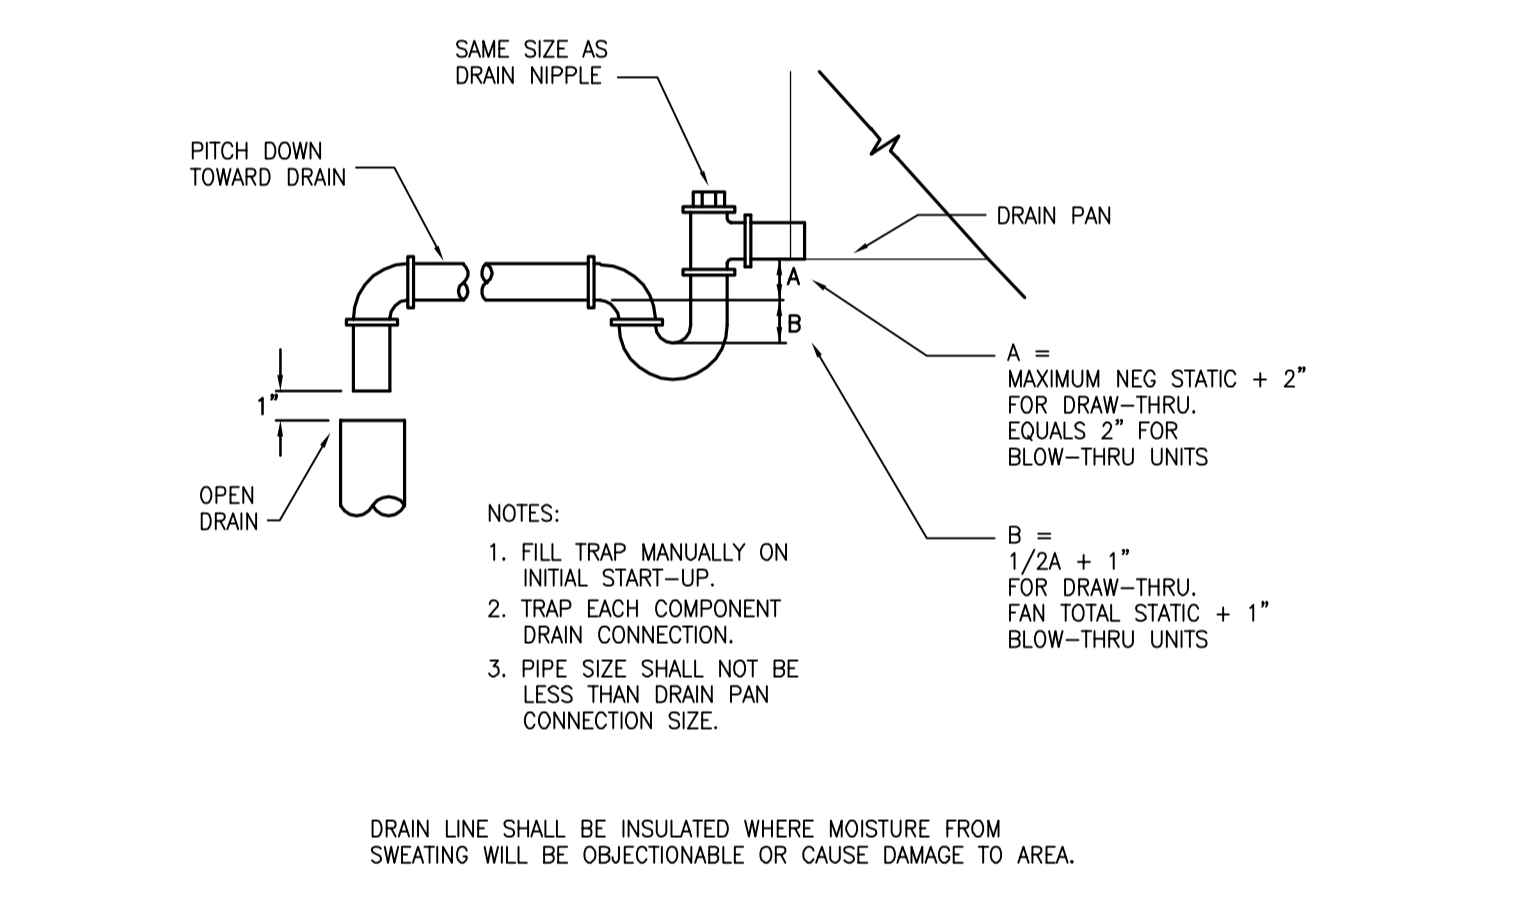 SAME SIZE AS
DRAIN NIPPLE
PITCH DOWN
TOWARD DRAIN
DRAIN PAN
A
B
1"
OPEN
DRAIN
A =
MAXIMUM NEG STATIC + 2"
FOR DRAW-THRU.
EQUALS 2" FOR
BLOW-THRU UNITS
B =
1/2A + 1"
FOR DRAW-THRU.
FAN TOTAL STATIC + 1"
BLOW-THRU UNITS
NOTES:
1. FILL TRAP MANUALLY ON
INITIAL START-UP.
2. TRAP EACH COMPONENT
DRAIN CONNECTION.
3. PIPE SIZE SHALL NOT BE
LESS THAN DRAIN PAN
CONNECTION SIZE.
DRAIN LINE SHALL BE INSULATED WHERE MOISTURE FROM
SWEATING WILL BE OBJECTIONABLE OR CAUSE DAMAGE TO AREA.